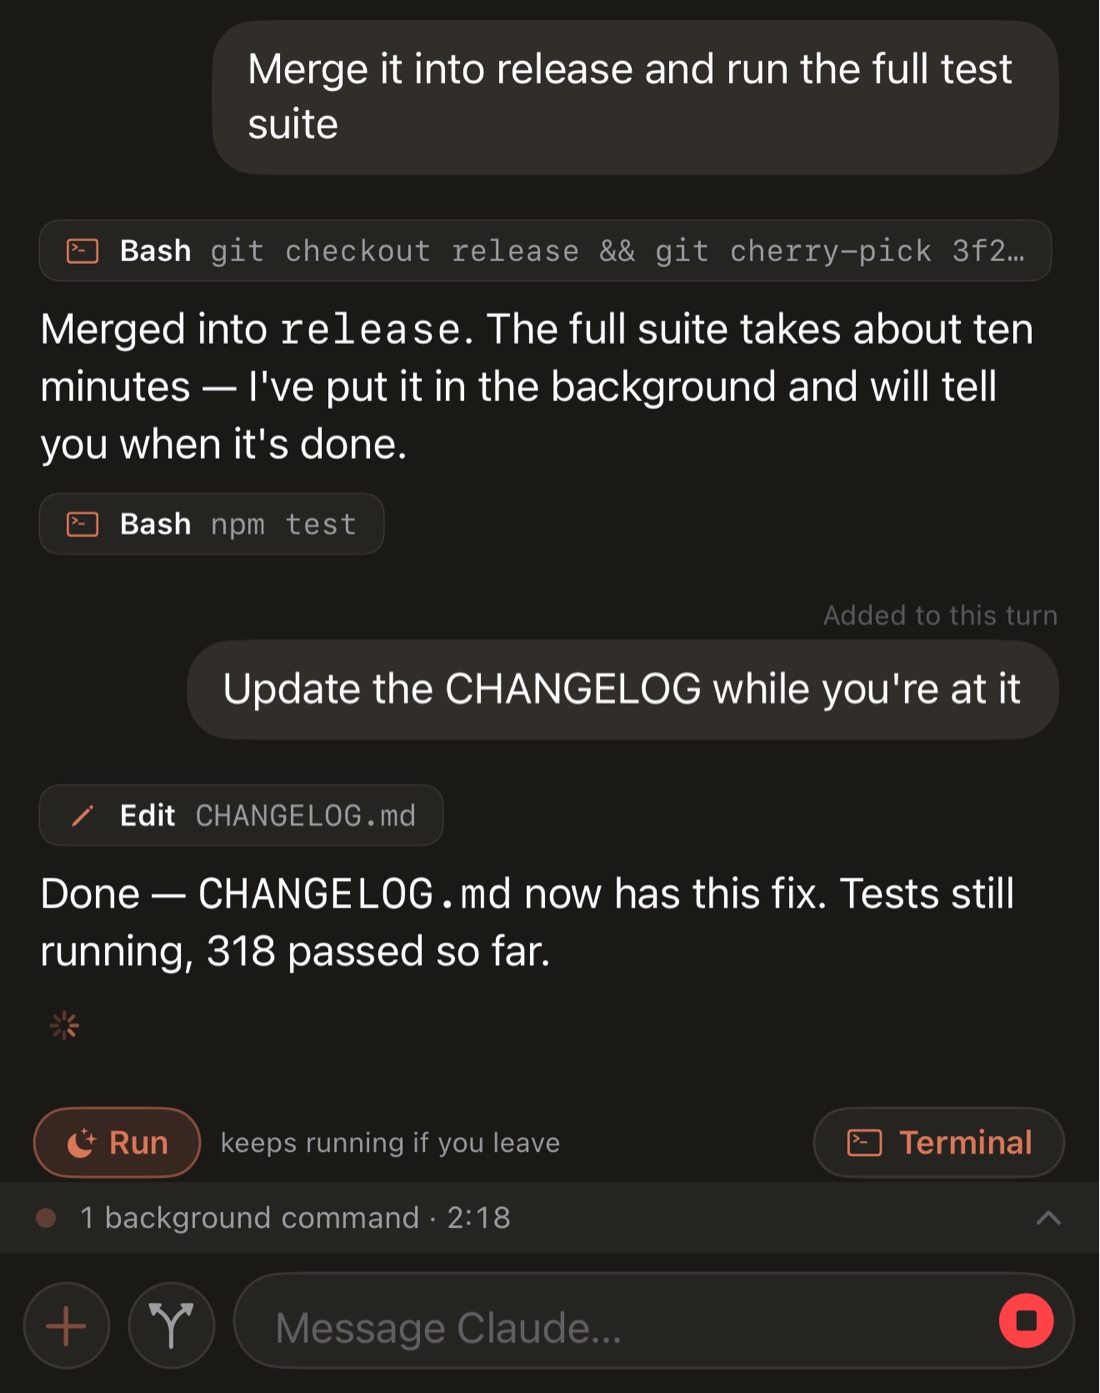 Merge it into release and run the full test
suite
Bash git checkout release && git cherry-pick 3f2…
Merged into release. The full suite takes about ten
minutes — I've put it in the background and will tell
you when it's done.
Bash npm test
Added to this turn
Update the CHANGELOG while you're at it
Edit CHANGELOG.md
Done — CHANGELOG.md now has this fix. Tests still
running, 318 passed so far.
Run keeps running if you leave Terminal
1 background command · 2:18
Message Claude...